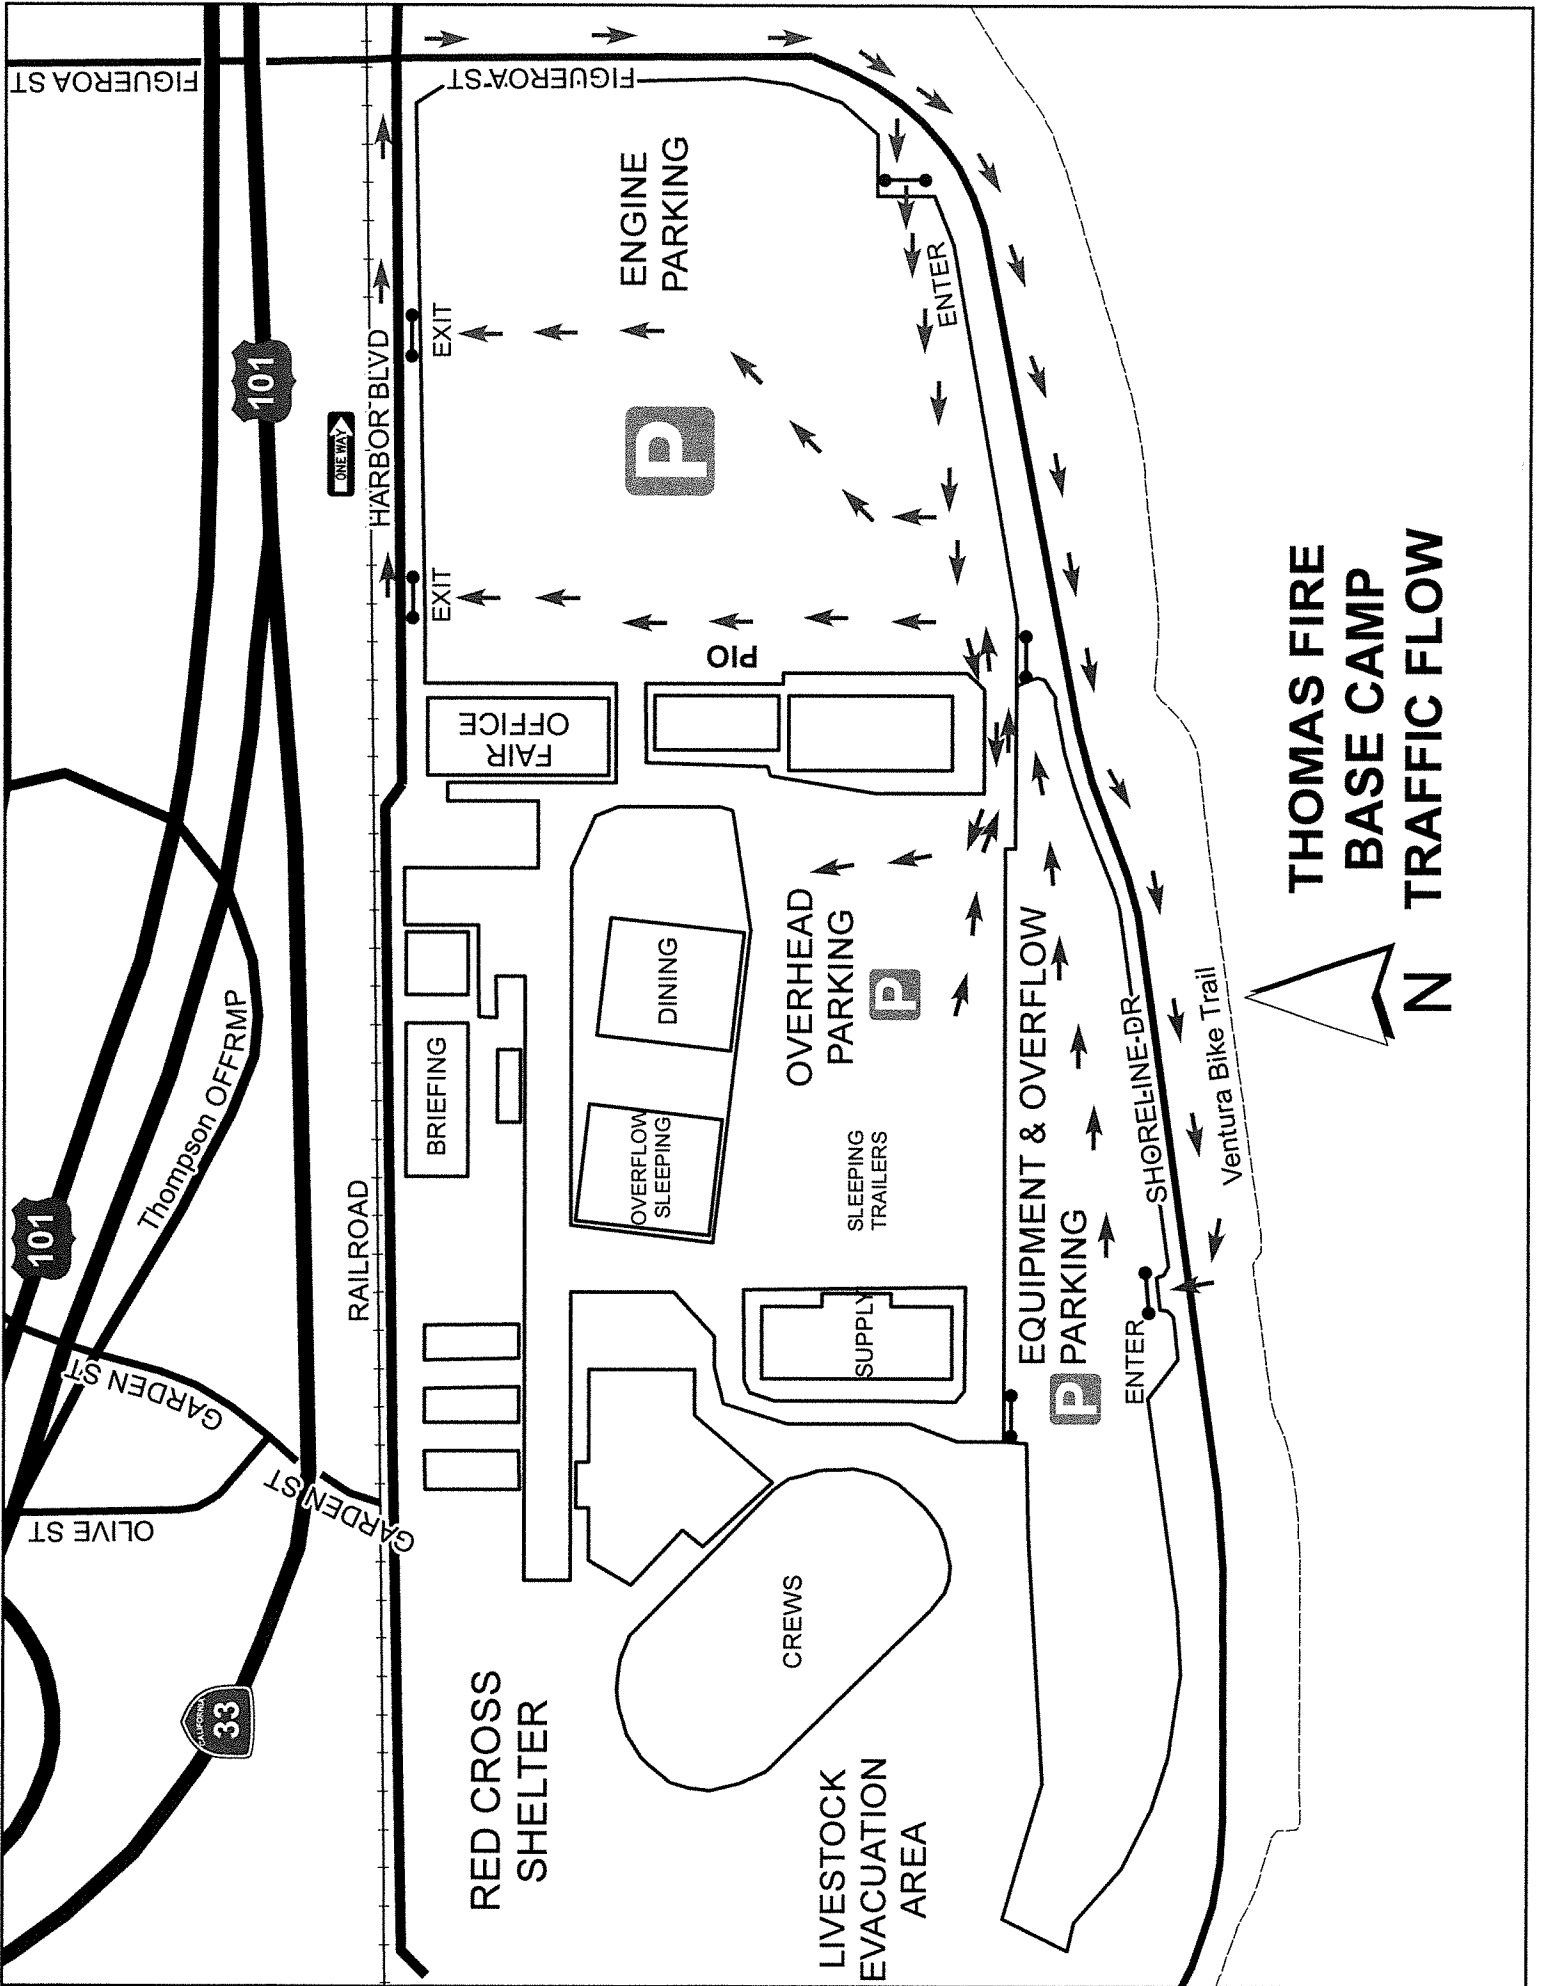 THOMAS FIRE
BASE CAMP
TRAFFIC FLOW
N
FIGUEROA ST
FIGUEROA ST
101
ONE WAY
HARBOR BLVD
EXIT
EXIT
ENGINE
PARKING
P
ENTER
PIO
FAIR
OFFICE
DINING
OVERHEAD
PARKING
P
BRIEFING
OVERFLOW
SLEEPING
SLEEPING
TRAILERS
EQUIPMENT & OVERFLOW
PARKING
P
SHORELINE DR
Ventura Bike Trail
ENTER
SUPPLY
Thompson OFFRMP
101
RAILROAD
GARDEN ST
GARDEN ST
OLIVE ST
CALIFORNIA
33
CREWS
RED CROSS
SHELTER
LIVESTOCK
EVACUATION
AREA